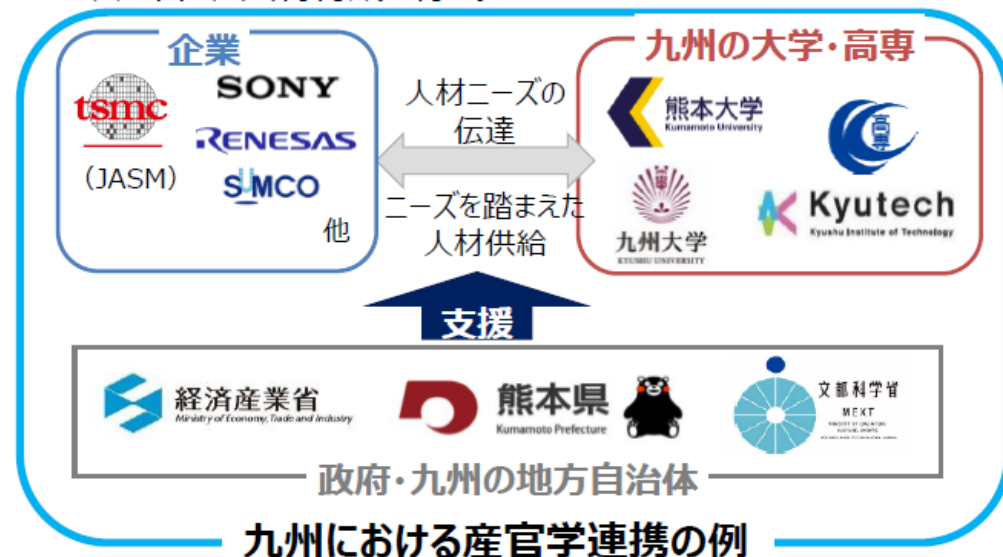 企業
tsmc
(JASM)
SONY
RENESAS
SUMCO
他
人材ニーズの
伝達
ニーズを踏まえた
人材供給
九州の大学・高専
熊本大学
Kumamoto University
高専
九州大学
KYUSHU UNIVERSITY
Kyutech
Kyushu Institute of Technology
支援
経済産業省
Ministry of Economy, Trade and Industry
熊本県
Kumamoto Prefecture
文部科学省
MEXT
政府・九州の地方自治体
九州における産官学連携の例